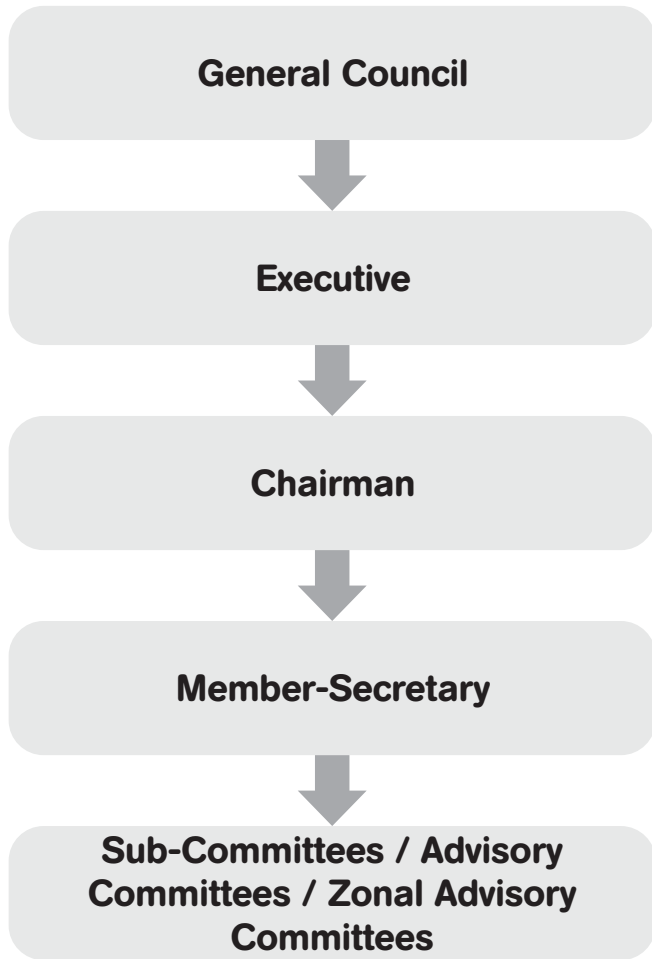 General Council
Executive
Chairman
Member-Secretary
Sub-Committees / Advisory
Committees / Zonal Advisory
Committees